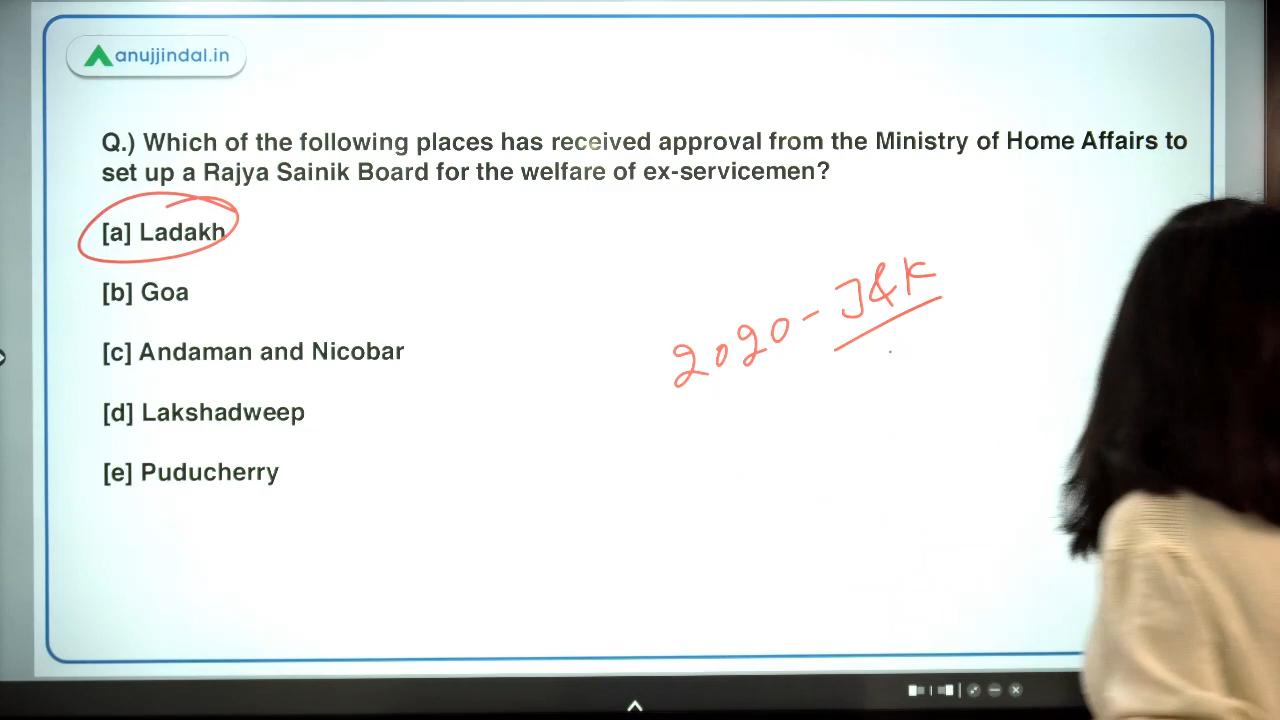 anujjindal.in
Q.) Which of the following places has received approval from the Ministry of Home Affairs to
set up a Rajya Sainik Board for the welfare of ex-servicemen?
[a] Ladakh
[b] Goa
2020 - J&K
[c] Andaman and Nicobar
[d] Lakshadweep
[e] Puducherry